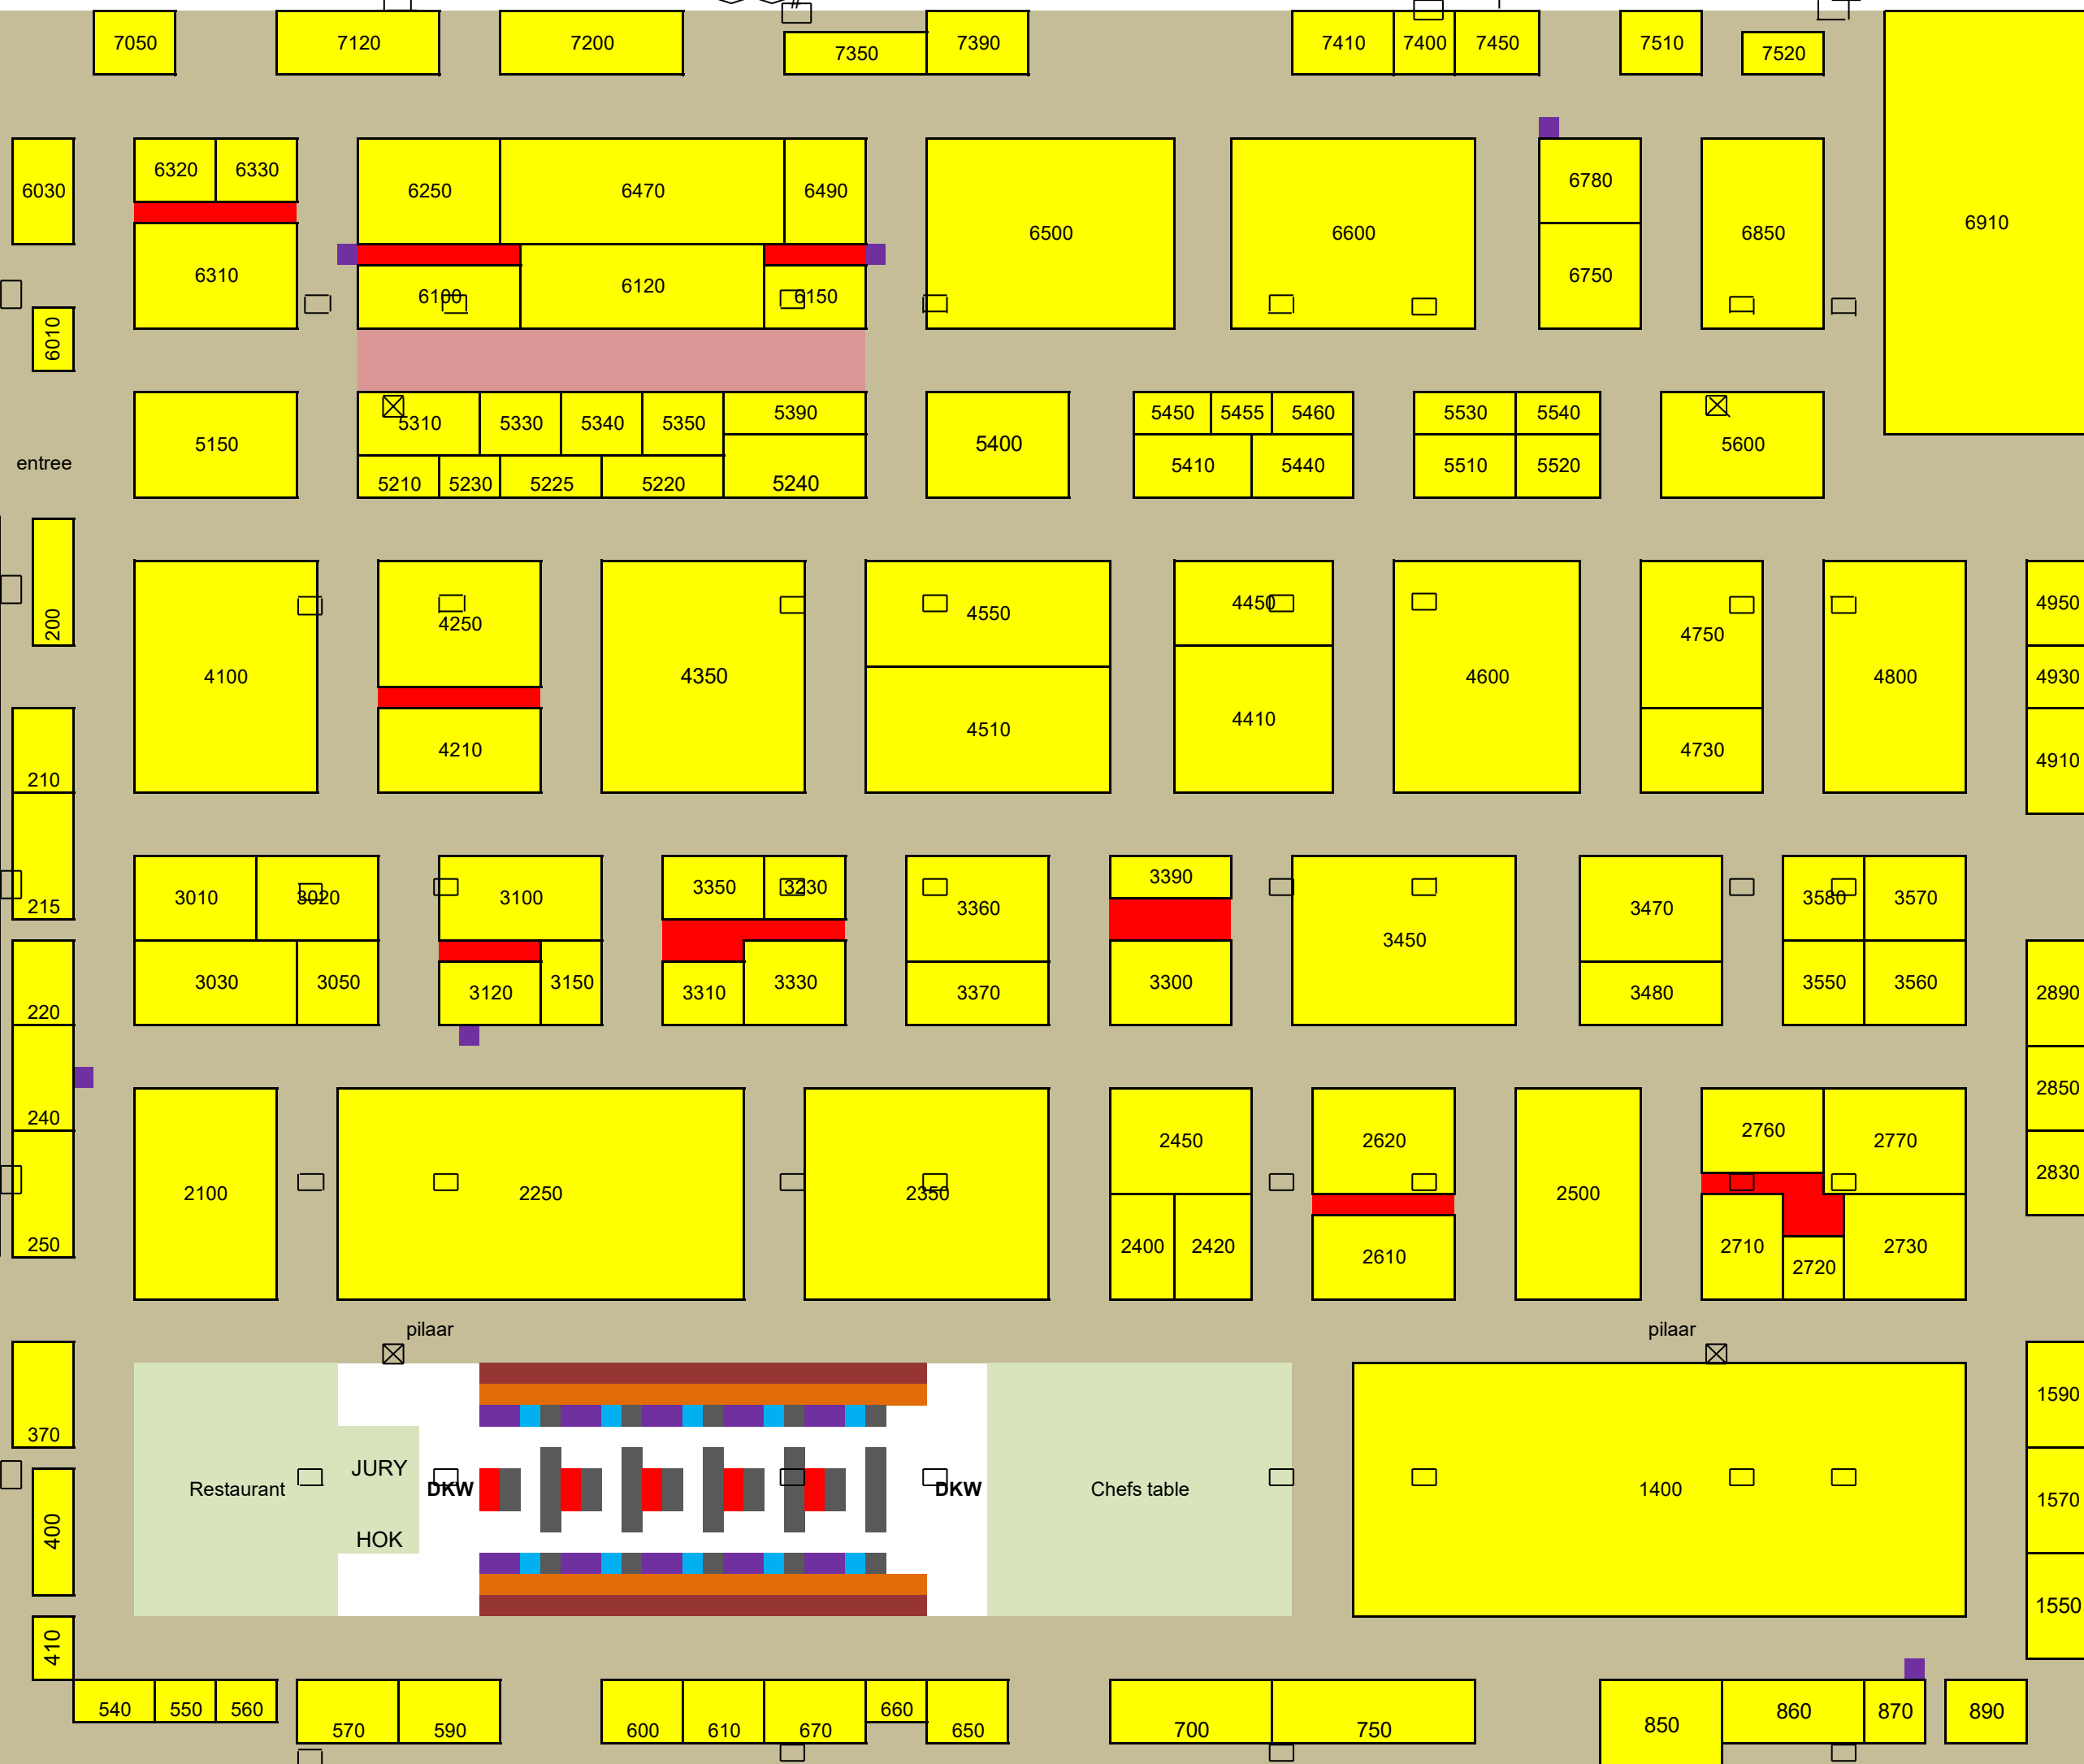 #
7050 7120 7200 7350 7390 7410 7400 7450 7510 7520
6030 6320 6330 6250 6470 6490 6500 6600 6780 6850 6910
6310 6100 6120 6150 6750
6010
5150 5310 5330 5340 5350 5390 5400 5450 5455 5460 5530 5540 5600
entree
5210 5230 5225 5220 5240 5410 5440 5510 5520
200
4100 4250 4350 4550 4450 4600 4750 4800 4950
4930
4210 4510 4410 4730 4910
210
3010 3020 3100 3350 3230 3360 3390 3450 3470 3580 3570
215
3030 3050 3120 3150 3310 3330 3370 3300 3480 3550 3560 2890
220
240
2100 2250 2350 2450 2620 2500 2760 2770 2850
2830
250
2400 2420 2610 2710 2720 2730
pilaar pilaar
370
Restaurant JURY DKW DKW Chefs table 1400 1590
HOK
400
1570
1550
410
540 550 560 570 590 600 610 670 660 650 700 750 850 860 870 890